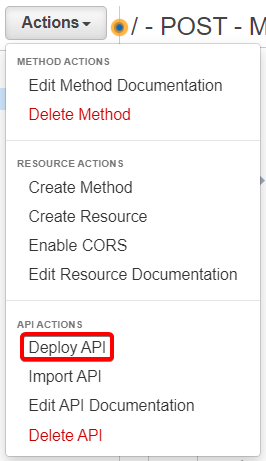 Actions
/ - POST - M
METHOD ACTIONS
Edit Method Documentation
Delete Method
RESOURCE ACTIONS
Create Method
Create Resource
Enable CORS
Edit Resource Documentation
API ACTIONS
Deploy API
Import API
Edit API Documentation
Delete API